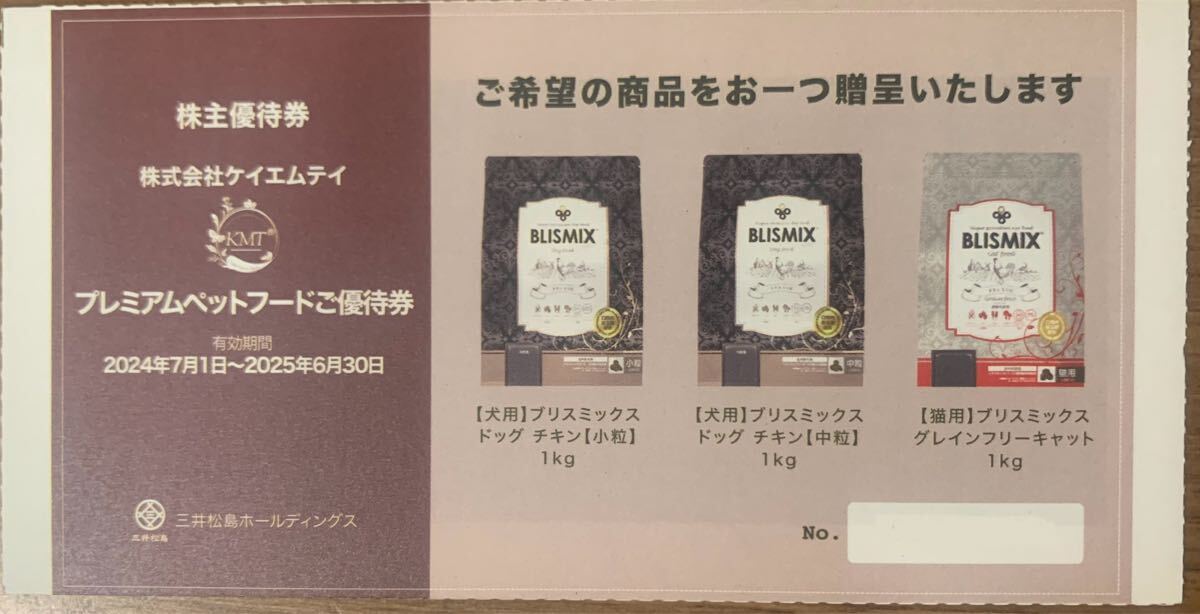 株主優待券
株式会社ケイエムテイ
KMT
プレミアムペットフードご優待券
有効期間
2024年7月1日～2025年6月30日
三井松島
三井松島ホールディングス
ご希望の商品をお一つ贈呈いたします
BLISMIX
小粒
BLISMIX
中粒
BLISMIX
猫用
【犬用】ブリスミックス
ドッグ チキン【小粒】
1kg
【犬用】ブリスミックス
ドッグ チキン【中粒】
1kg
【猫用】ブリスミックス
グレインフリーキャット
1kg
No.